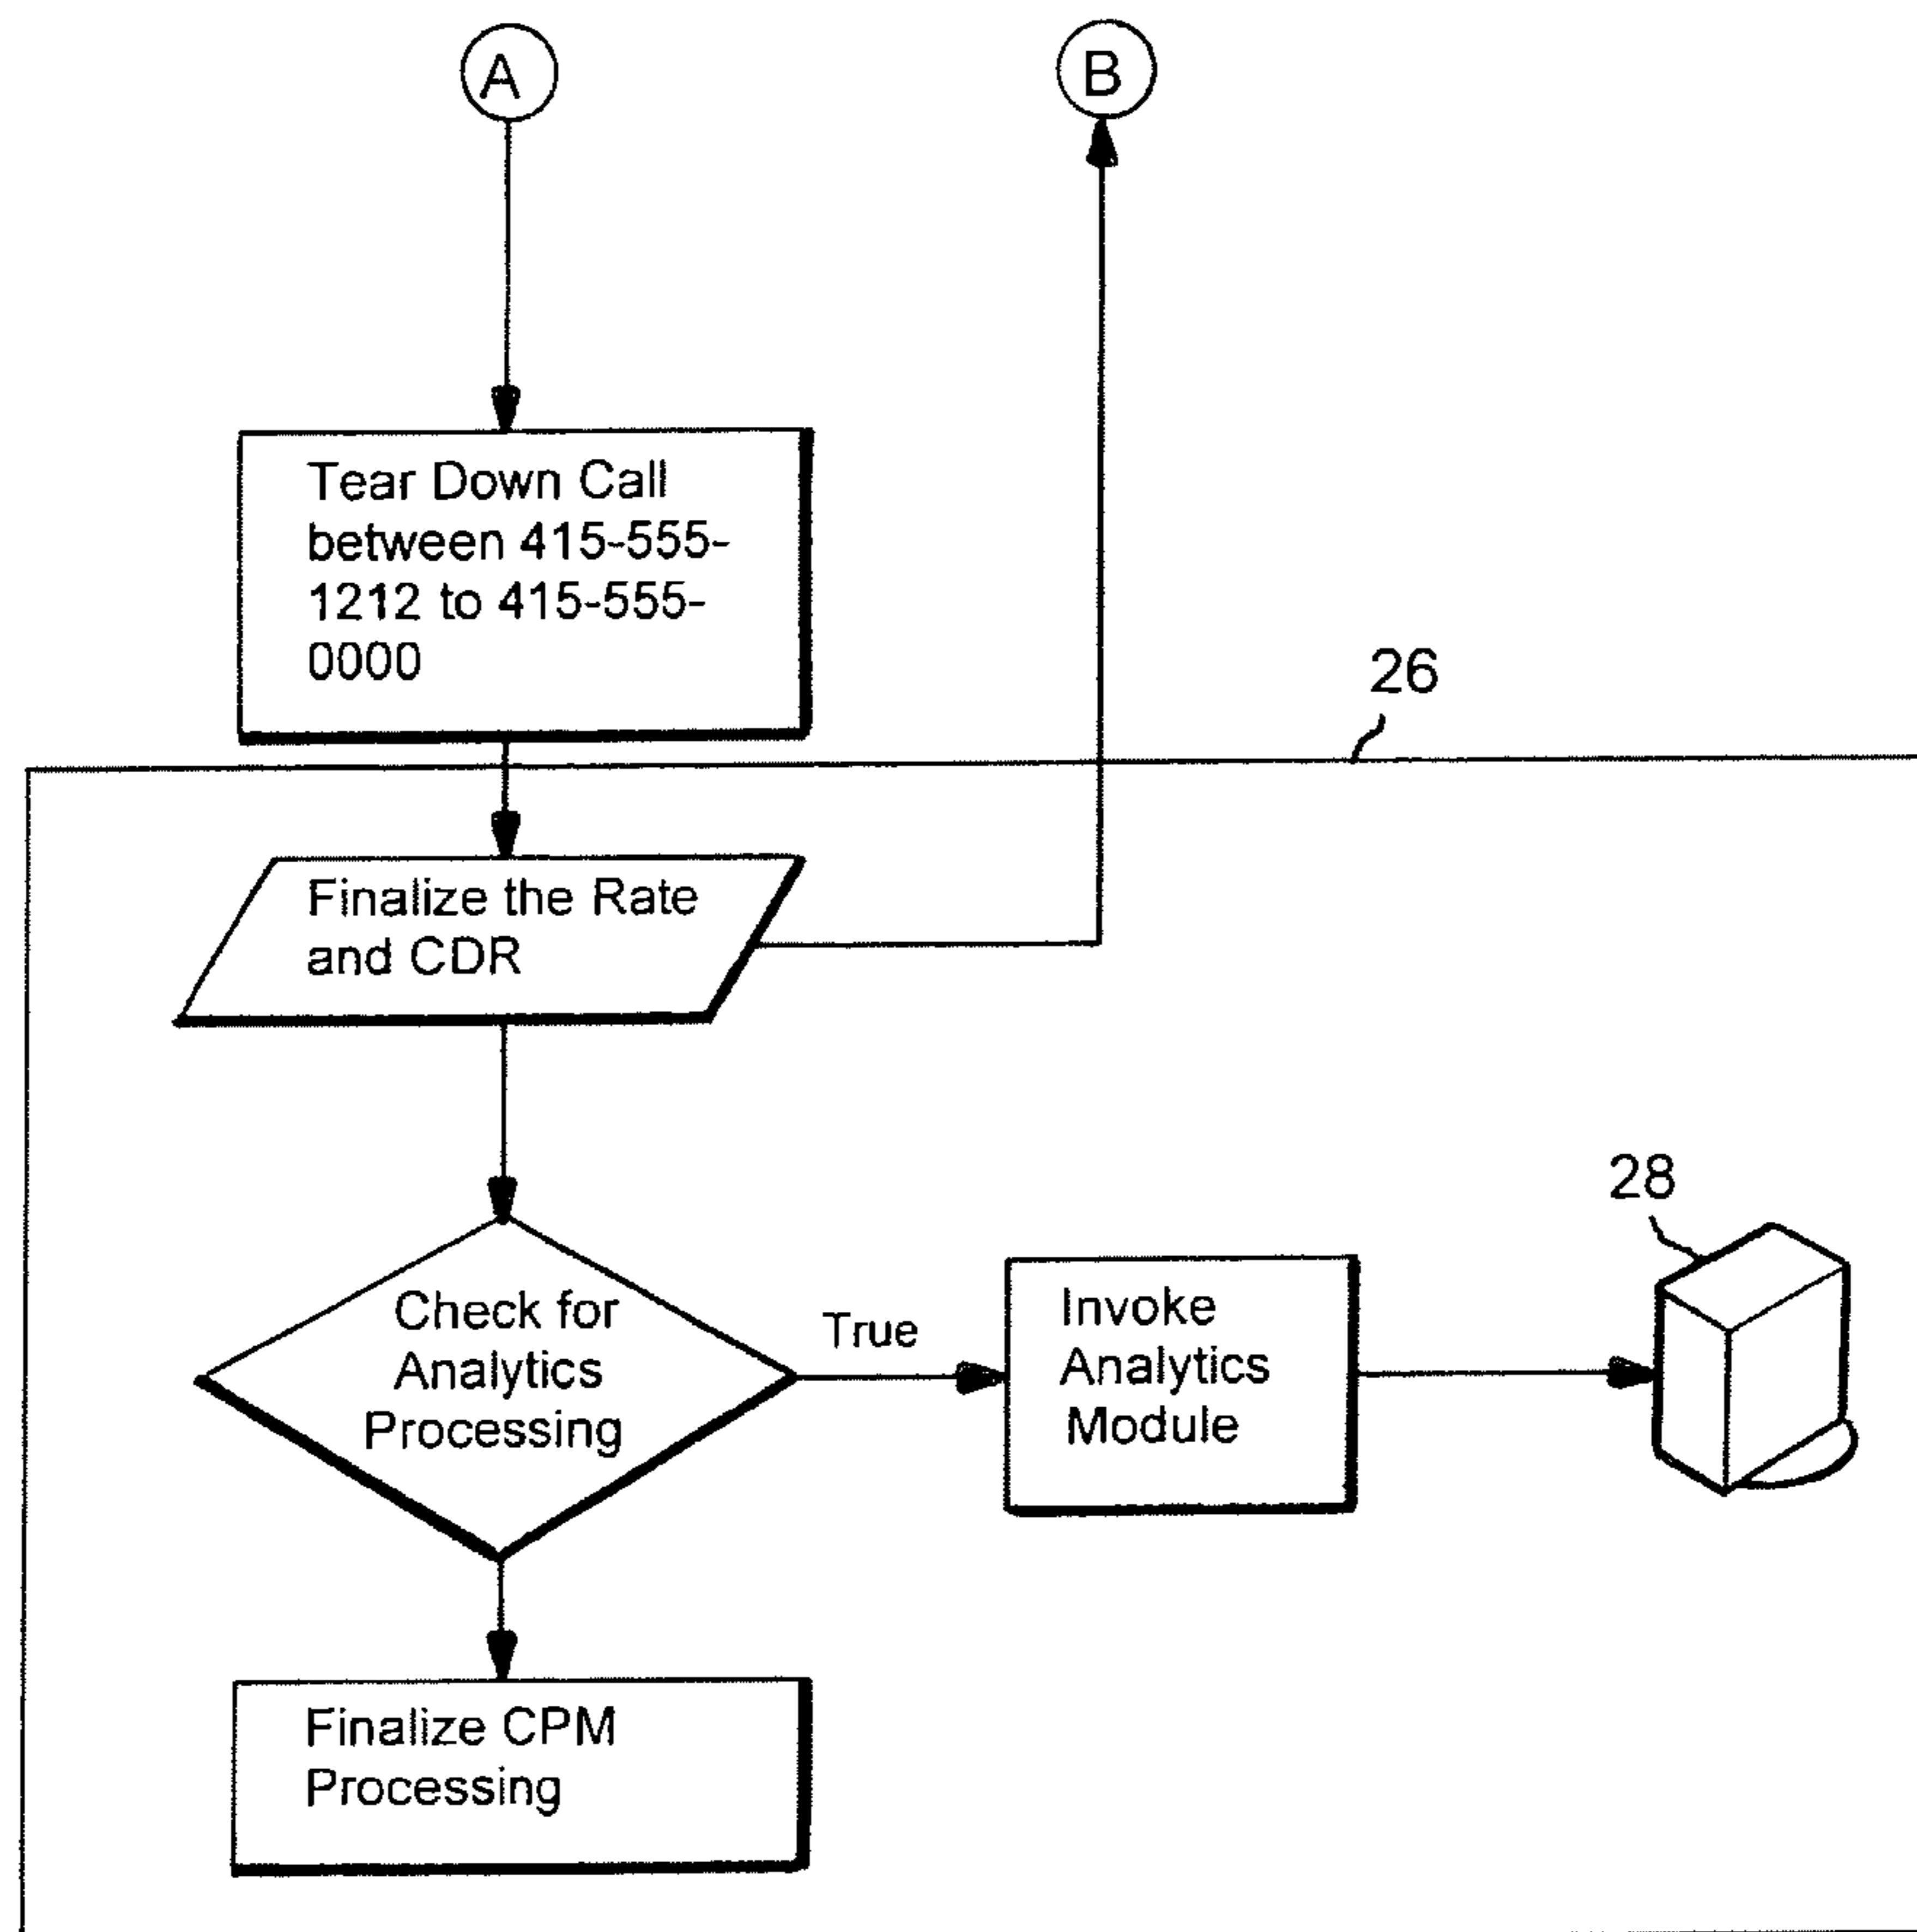 A
B
Tear Down Call
between 415-555-
1212 to 415-555-
0000
26
Finalize the Rate
and CDR
28
Check for
Analytics
Processing
True
Invoke
Analytics
Module
Finalize CPM
Processing